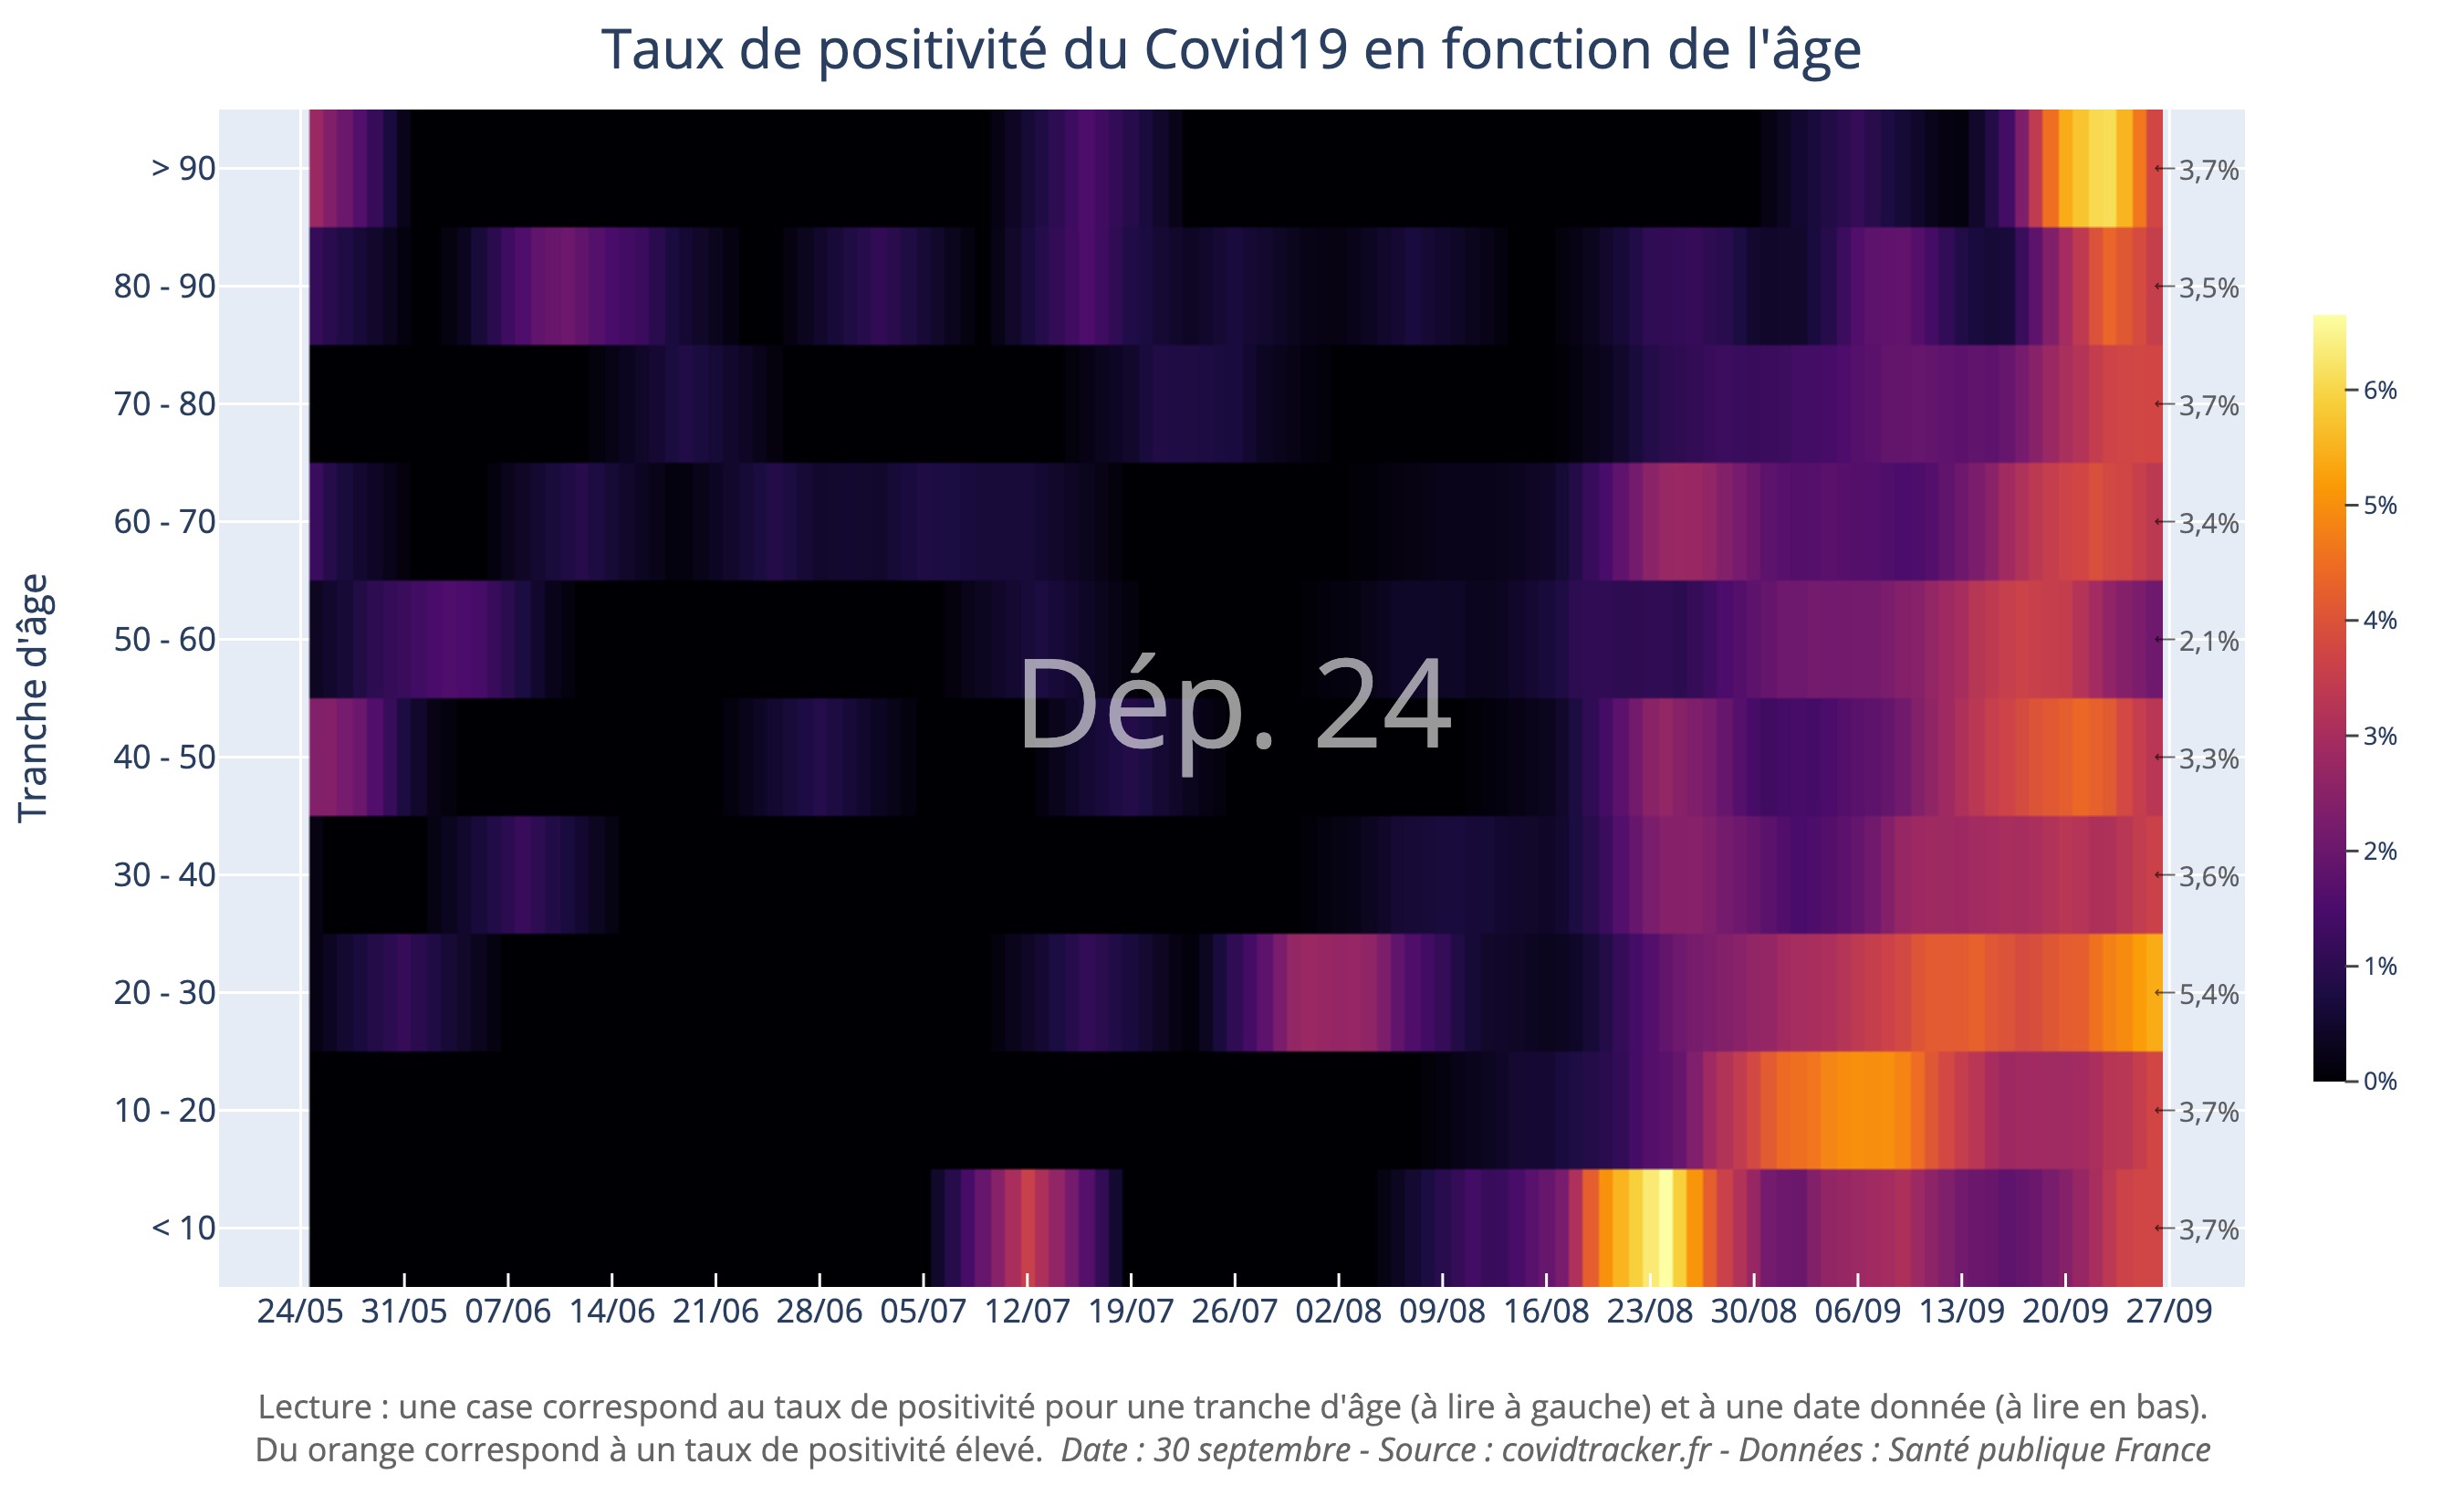 Taux de positivité du Covid19 en fonction de l'âge
Tranche d'âge
> 90
80 - 90
70 - 80
60 - 70
50 - 60
40 - 50
30 - 40
20 - 30
10 - 20
< 10
Dép. 24
3,7%
3,5%
3,7%
3,4%
2,1%
3,3%
3,6%
5,4%
3,7%
3,7%
6%
5%
4%
3%
2%
1%
0%
24/05 31/05 07/06 14/06 21/06 28/06 05/07 12/07 19/07 26/07 02/08 09/08 16/08 23/08 30/08 06/09 13/09 20/09 27/09
Lecture : une case correspond au taux de positivité pour une tranche d'âge (à lire à gauche) et à une date donnée (à lire en bas).
Du orange correspond à un taux de positivité élevé. Date : 30 septembre - Source : covidtracker.fr - Données : Santé publique France